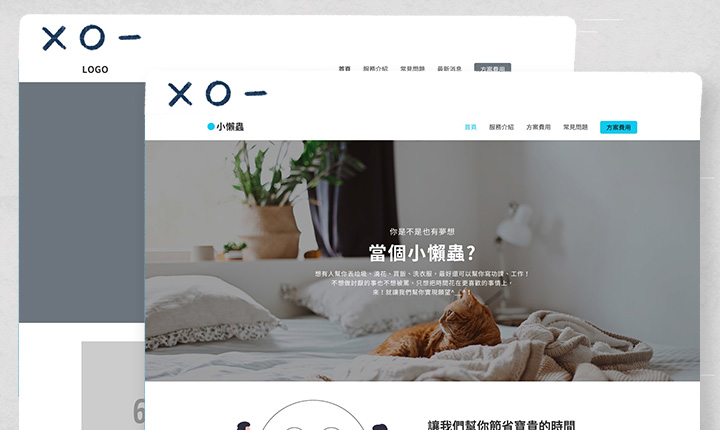 LOGO
首頁 服務介紹 常見問題 最新消息 方案費用
小懶蟲
首頁 服務介紹 方案費用 常見問題 方案費用
你是不是也有夢想
當個小懶蟲?
想有人幫你丟垃圾、澆花、買飯、洗衣服，最好還可以幫你寫功課、工作！
不想做討厭的事也不想被罵，只想把時間花在更喜歡的事情上，
來！就讓我們幫你實現願望^
6
讓我們幫你節省寶貴的時間